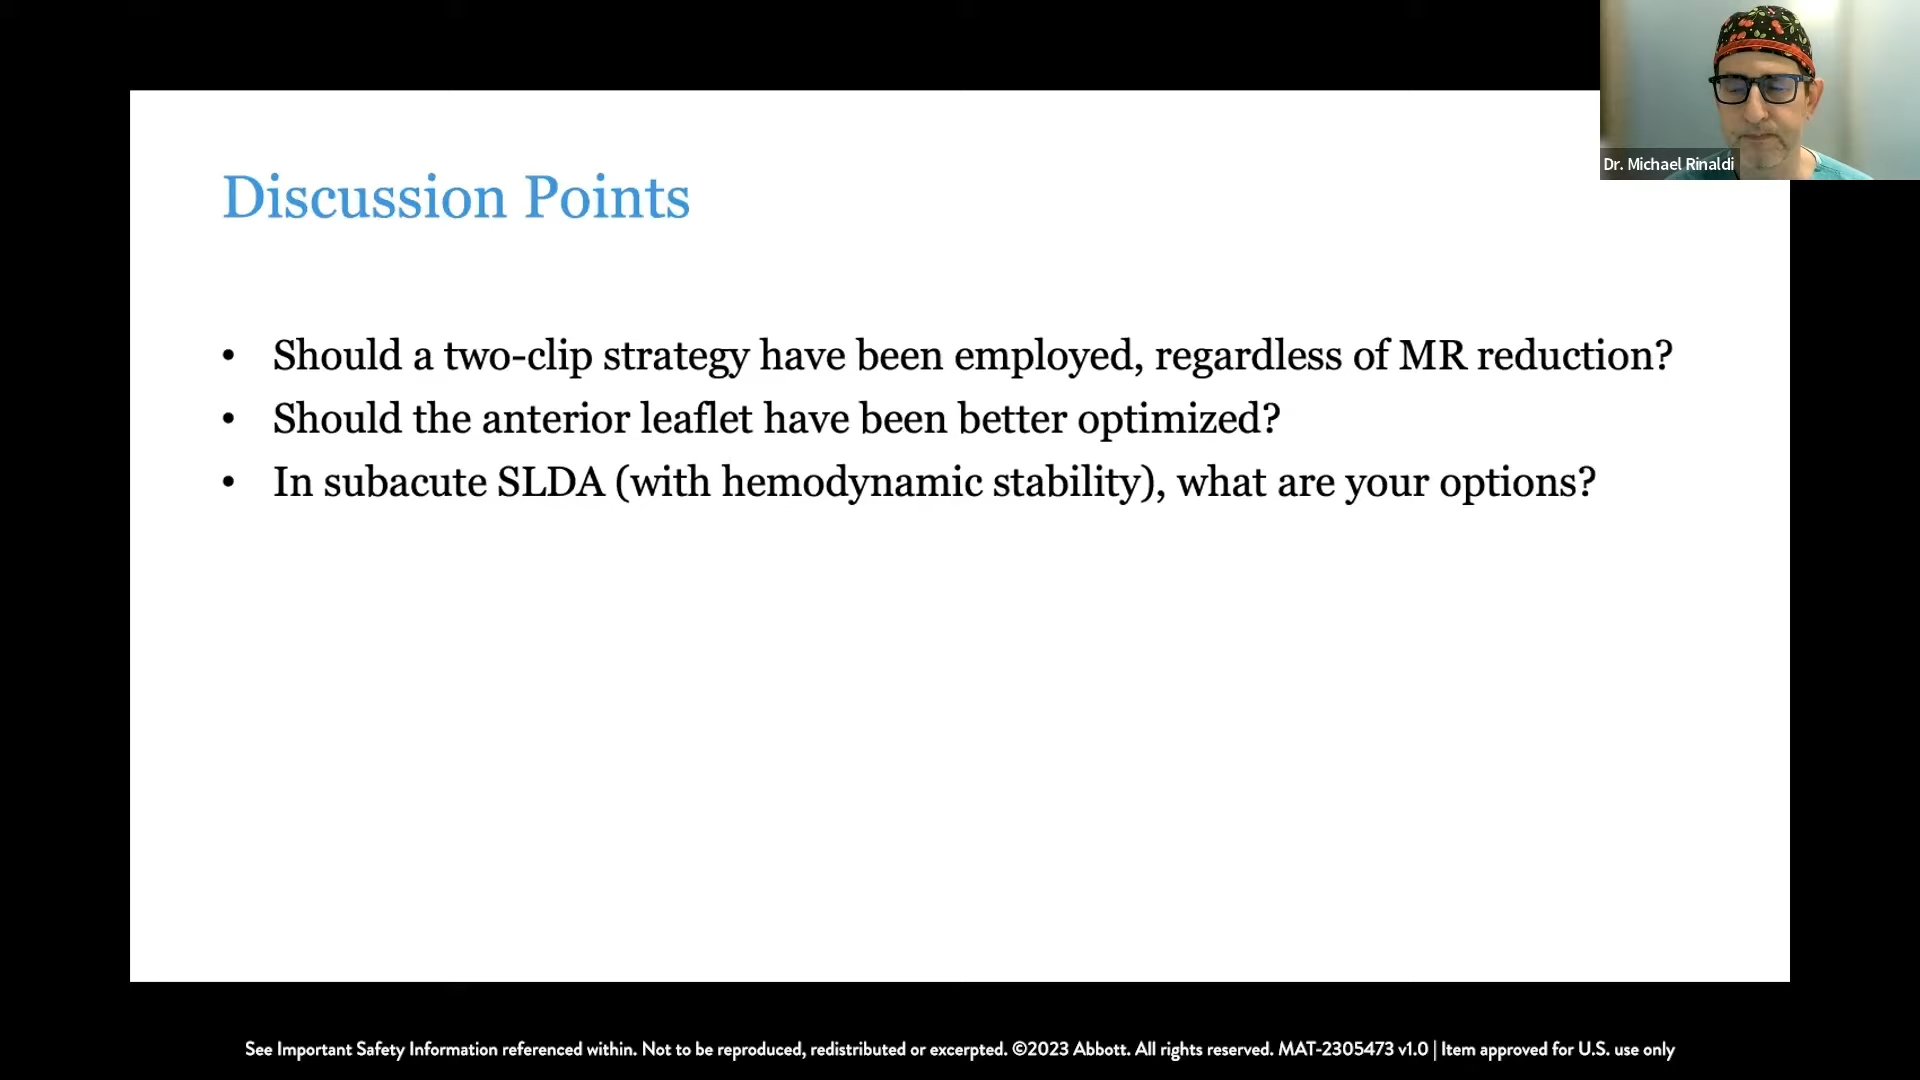 Dr. Michael Rinaldi
Discussion Points
• Should a two-clip strategy have been employed, regardless of MR reduction?
• Should the anterior leaflet have been better optimized?
• In subacute SLDA (with hemodynamic stability), what are your options?
See Important Safety Information referenced within. Not to be reproduced, redistributed or excerpted. ©2023 Abbott. All rights reserved. MAT-2305473 v1.0 | Item approved for U.S. use only